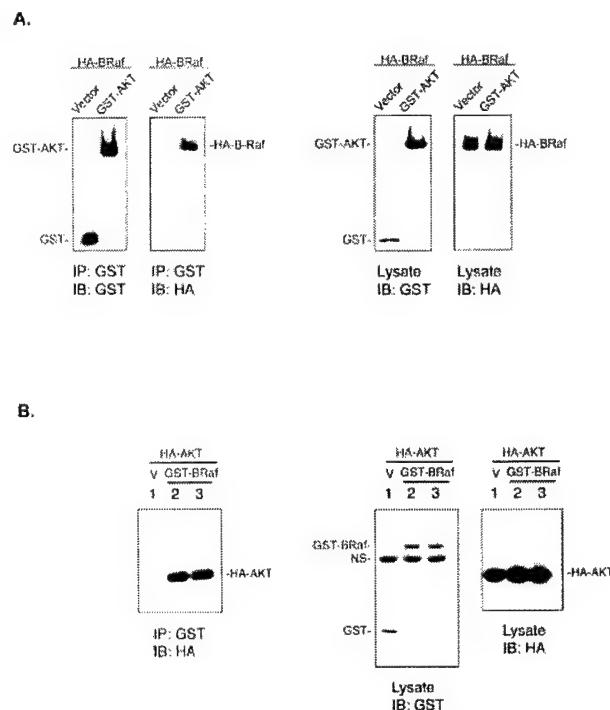 A.
HA-BRaf HA-BRaf
Vector GST-AKT Vector GST-AKT
GST-AKT- -HA-B-Raf
GST-
IP: GST IP: GST
IB: GST IB: HA
HA-BRaf HA-BRaf
Vector GST-AKT Vector GST-AKT
GST-AKT- -HA-BRaf
GST-
Lysate Lysate
IB: GST IB: HA
B.
HA-AKT
V GST-BRaf
1 2 3
-HA-AKT
IP: GST
IB: HA
HA-AKT HA-AKT
V GST-BRaf V GST-BRaf
1 2 3 1 2 3
GST-BRaf-
NS-
-HA-AKT
GST-
Lysate
IB: HA
Lysate
IB: GST